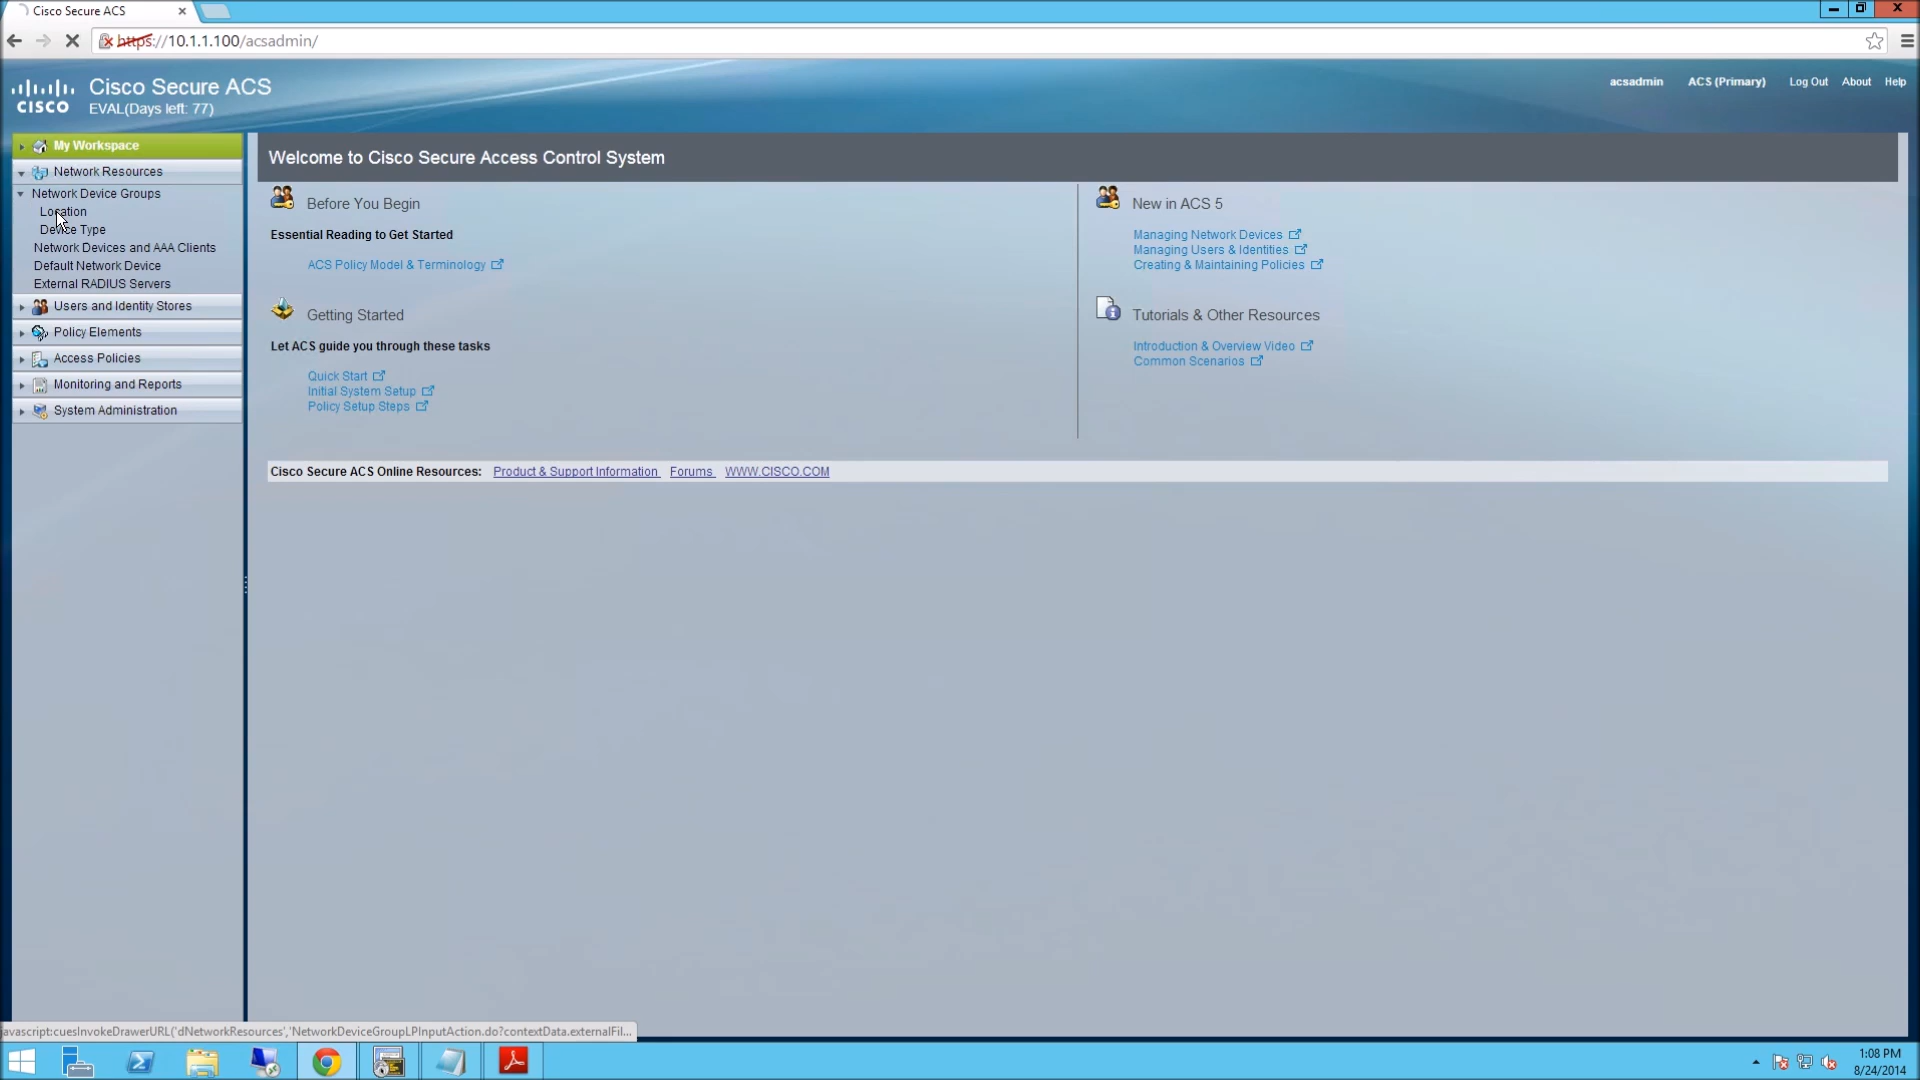 Cisco Secure ACS
https://10.1.1.100/acsadmin/
CISCO
Cisco Secure ACS
EVAL(Days left: 77)
acsadmin ACS (Primary) Log Out About Help
My Workspace
Network Resources
Network Device Groups
Location
Device Type
Network Devices and AAA Clients
Default Network Device
External RADIUS Servers
Users and Identity Stores
Policy Elements
Access Policies
Monitoring and Reports
System Administration
Welcome to Cisco Secure Access Control System
Before You Begin
Essential Reading to Get Started
ACS Policy Model & Terminology
Getting Started
Let ACS guide you through these tasks
Quick Start
Initial System Setup
Policy Setup Steps
New in ACS 5
Managing Network Devices
Managing Users & Identities
Creating & Maintaining Policies
Tutorials & Other Resources
Introduction & Overview Video
Common Scenarios
Cisco Secure ACS Online Resources: Product & Support Information Forums WWW.CISCO.COM
javascript:cuesInvokeDrawerURL('dNetworkResources','NetworkDeviceGroupLPInputAction.do?contextData.externalFil...
1:08 PM
8/24/2014